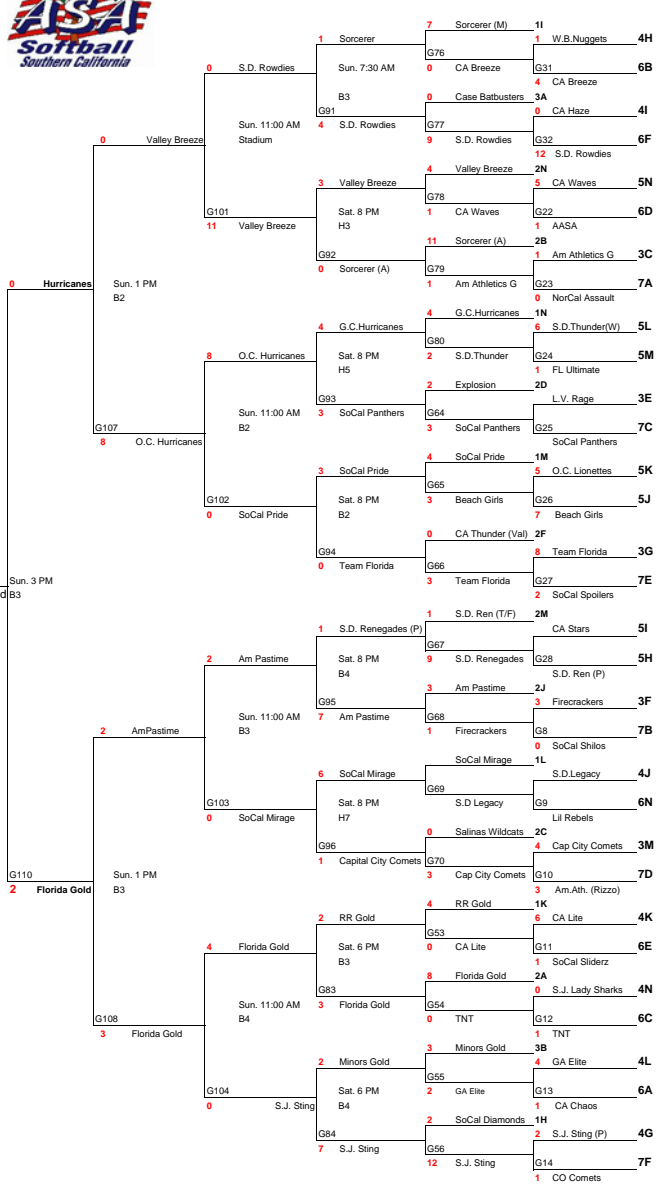 ASA
Softball
Southern California
7 Sorcerer (M) 1I
1 Sorcerer
1 W.B.Nuggets 4H
G76
0 S.D. Rowdies
Sun. 7:30 AM
0 CA Breeze
G31 6B
4 CA Breeze
B3
0 Case Batbusters 3A
G91
0 CA Haze 4I
4 S.D. Rowdies
Sun. 11:00 AM
G77
0 Valley Breeze
Stadium
9 S.D. Rowdies
G32 6F
12 S.D. Rowdies
4 Valley Breeze 2N
3 Valley Breeze
5 CA Waves 5N
G78
G101
Sat. 8 PM
1 CA Waves
G22 6D
11 Valley Breeze
H3
1 AASA
11 Sorcerer (A) 2B
G92
1 Am Athletics G 3C
0 Sorcerer (A)
G79
0 Hurricanes
Sun. 1 PM
1 Am Athletics G
G23 7A
B2
0 NorCal Assault
4 G.C.Hurricanes 1N
4 G.C.Hurricanes
6 S.D.Thunder(W) 5L
G80
8 O.C. Hurricanes
Sat. 8 PM
2 S.D.Thunder
G24 5M
H5
1 FL Ultimate
2 Explosion 2D
G93
L.V. Rage 3E
3 SoCal Panthers
Sun. 11:00 AM
G64
G107
B2
3 SoCal Panthers
G25 7C
8 O.C. Hurricanes
SoCal Panthers
4 SoCal Pride 1M
3 SoCal Pride
5 O.C. Lionettes 5K
G65
G102
Sat. 8 PM
3 Beach Girls
G26 5J
0 SoCal Pride
B2
7 Beach Girls
0 CA Thunder (Val) 2F
G94
8 Team Florida 3G
0 Team Florida
G66
Sun. 3 PM
3 Team Florida
G27 7E
d B3
2 SoCal Spoilers
1 S.D. Ren (T/F) 2M
1 S.D. Renegades (P)
CA Stars 5I
G67
2 Am Pastime
Sat. 8 PM
9 S.D. Renegades
G28 5H
B4
S.D. Ren (P)
3 Am Pastime 2J
G95
3 Firecrackers 3F
7 Am Pastime
Sun. 11:00 AM
G68
2 AmPastime
B3
1 Firecrackers
G8 7B
0 SoCal Shilos
SoCal Mirage 1L
6 SoCal Mirage
S.D.Legacy 4J
G69
G103
Sat. 8 PM
S.D Legacy
G9 6N
0 SoCal Mirage
H7
Lil Rebels
0 Salinas Wildcats 2C
G96
4 Cap City Comets 3M
1 Capital City Comets
G70
G110
Sun. 1 PM
3 Cap City Comets
G10 7D
2 Florida Gold
B3
3 Am.Ath. (Rizzo)
4 RR Gold 1K
2 RR Gold
6 CA Lite 4K
G53
4 Florida Gold
Sat. 6 PM
0 CA Lite
G11 6E
B3
1 SoCal Sliderz
8 Florida Gold 2A
G83
0 S.J. Lady Sharks 4N
3 Florida Gold
Sun. 11:00 AM
G54
G108
B4
0 TNT
G12 6C
3 Florida Gold
1 TNT
3 Minors Gold 3B
2 Minors Gold
4 GA Elite 4L
G55
G104
Sat. 6 PM
2 GA Elite
G13 6A
0 S.J. Sting
B4
1 CA Chaos
2 SoCal Diamonds 1H
G84
2 S.J. Sting (P) 4G
7 S.J. Sting
G56
12 S.J. Sting
G14 7F
1 CO Comets